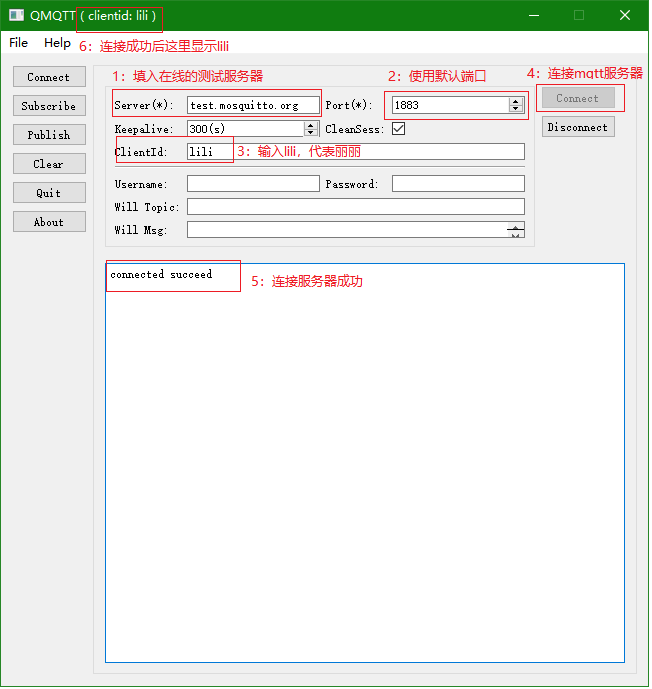 QMQTT ( clientid: lili )
File Help 6：连接成功后这里显示lili
1：填入在线的测试服务器 2：使用默认端口 4：连接mqtt服务器
Connect
Server(*): test.mosquitto.org Port(*): 1883 Connect
Subscribe
Keepalive: 300(s) CleanSess: Disconnect
Publish
ClientId: lili 3：输入lili，代表丽丽
Clear
Username: Password:
Quit
Will Topic:
About
Will Msg:
connected succeed 5：连接服务器成功